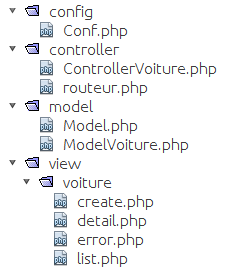 config
Conf.php
controller
ControllerVoiture.php
routeur.php
model
Model.php
ModelVoiture.php
view
voiture
create.php
detail.php
error.php
list.php